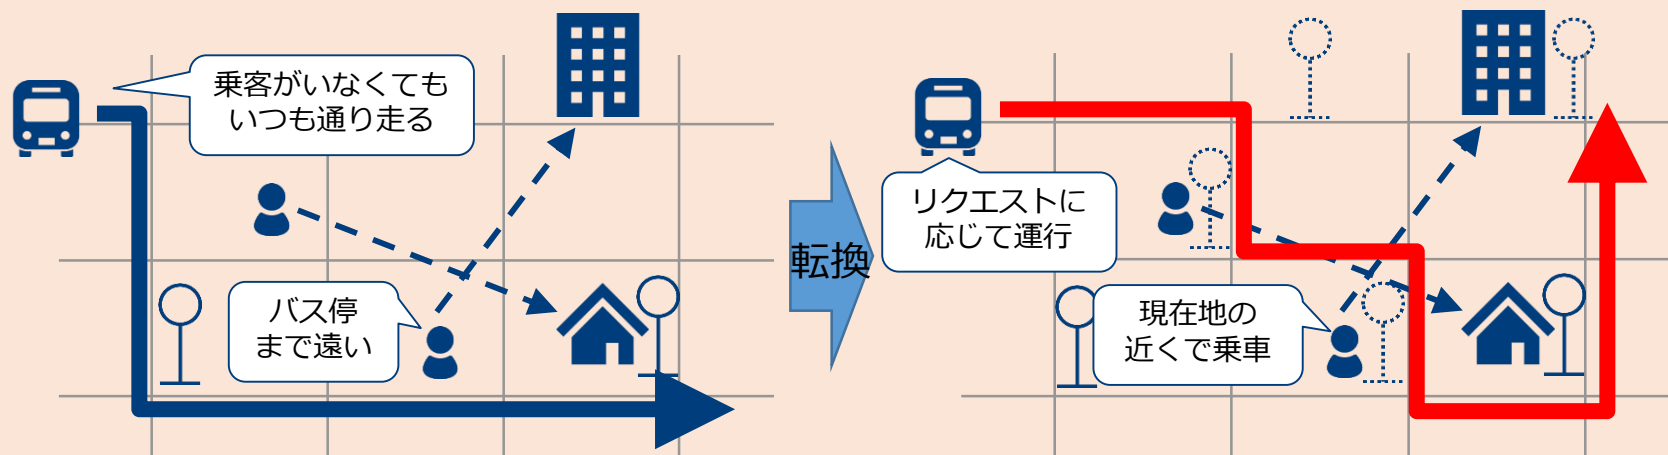 乗客がいなくても
いつも通り走る
バス停
まで遠い
転換
リクエストに
応じて運行
現在地の
近くで乗車